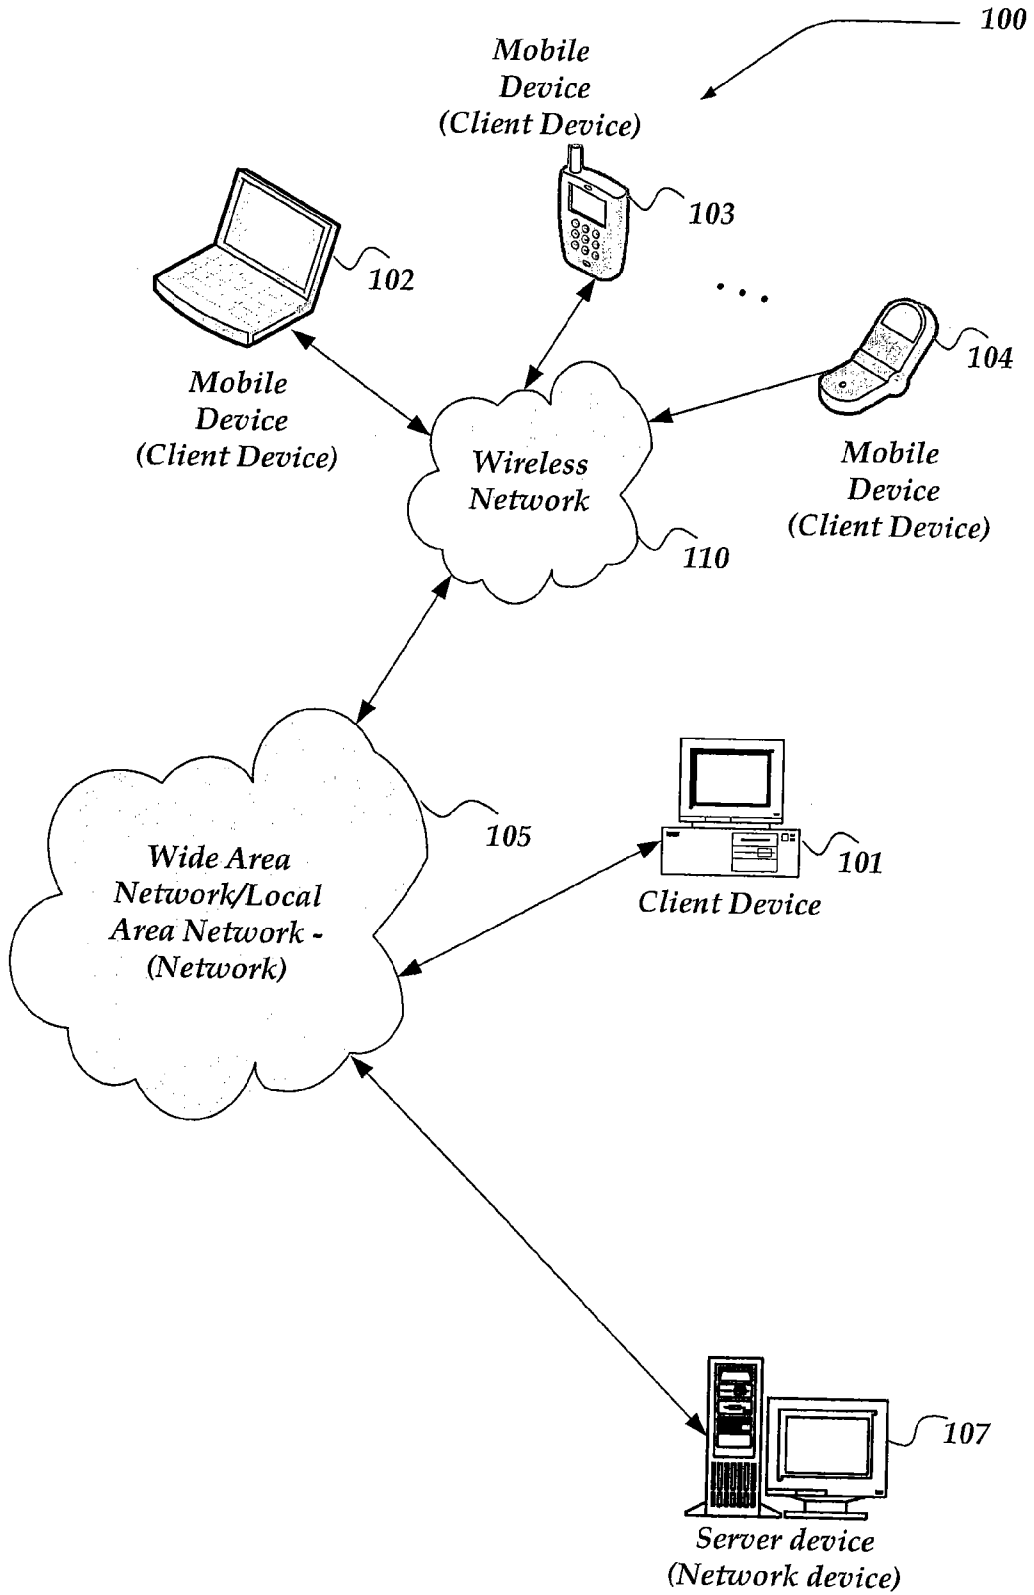 100
Mobile
Device
(Client Device)
103
102
104
Mobile
Device
(Client Device)
Wireless
Network
Mobile
Device
(Client Device)
110
105
Wide Area
Network/Local
Area Network -
(Network)
101
Client Device
107
Server device
(Network device)